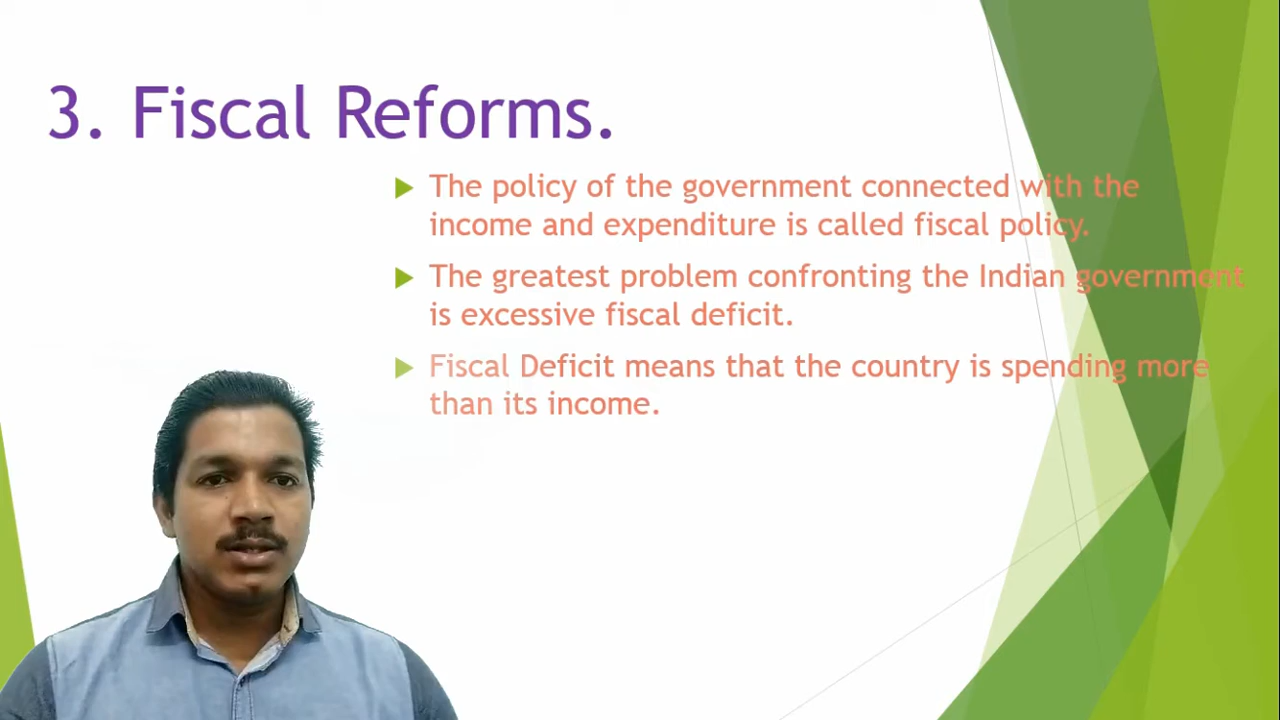 3. Fiscal Reforms.
The policy of the government connected with the
income and expenditure is called fiscal policy.
The greatest problem confronting the Indian government
is excessive fiscal deficit.
Fiscal Deficit means that the country is spending more
than its income.